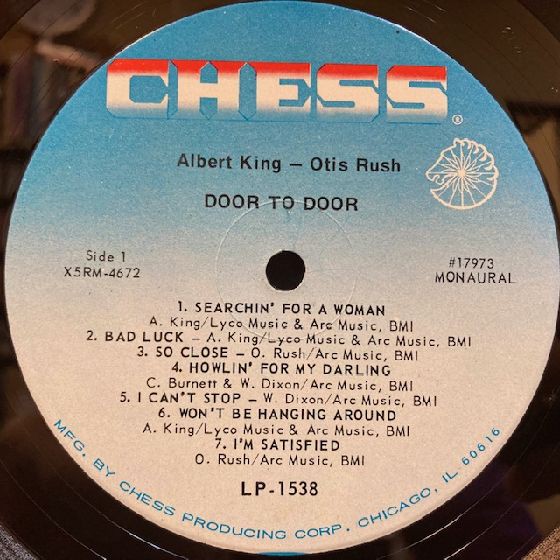 CHESS®
Albert King – Otis Rush
DOOR TO DOOR
Side 1
X5RM-4672
#17973
MONAURAL
1. SEARCHIN' FOR A WOMAN
A. King/Lyco Music & Arc Music, BMI
2. BAD LUCK – A. King/Lyco Music & Arc Music, BMI
3. SO CLOSE – O. Rush/Arc Music, BMI
4. HOWLIN' FOR MY DARLING
C. Burnett & W. Dixon/Arc Music, BMI
5. I CAN'T STOP – W. Dixon/Arc Music, BMI
6. WON'T BE HANGING AROUND
A. King/Lyco Music & Arc Music, BMI
7. I'M SATISFIED
O. Rush/Arc Music, BMI
LP-1538
MFG. BY CHESS PRODUCING CORP. CHICAGO, IL 60616